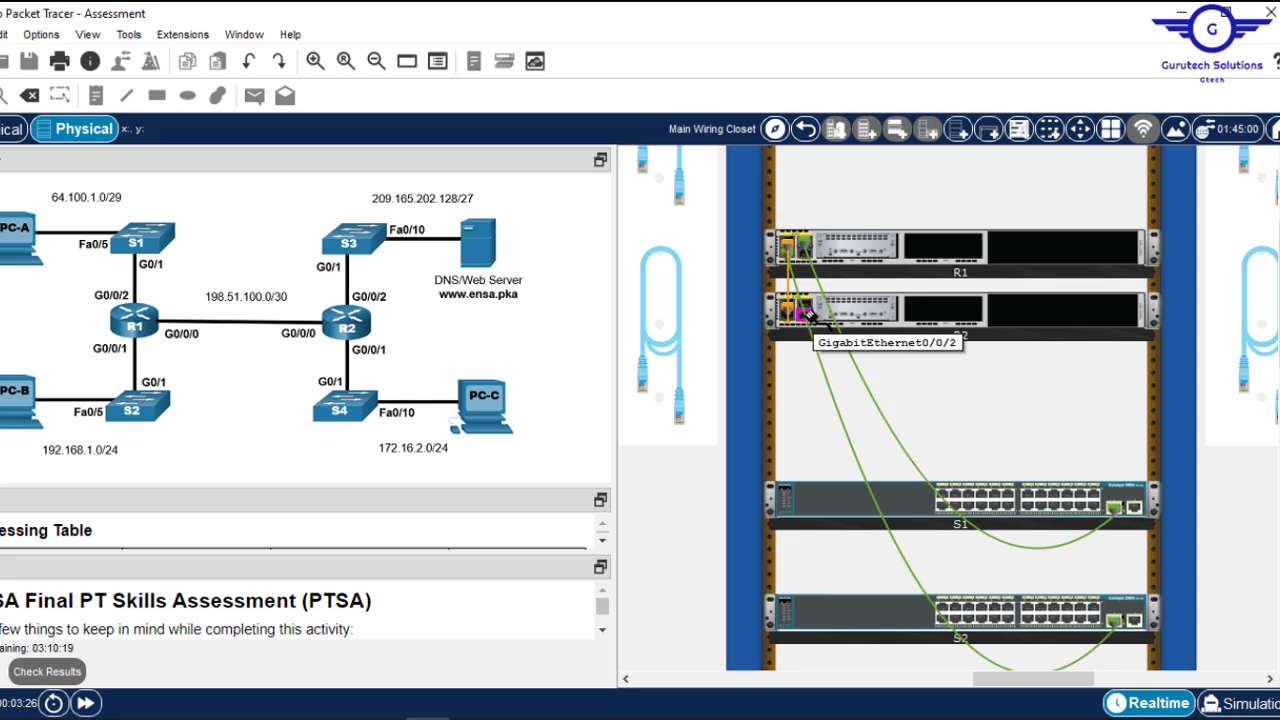 Packet Tracer - Assessment
Options View Tools Extensions Window Help
G
Gurutech Solutions
Gtech
Physical x:, y:
Main Wiring Closet
01:45:00
64.100.1.0/29
209.165.202.128/27
PC-A
S1
Fa0/5
S3
Fa0/10
G0/1
G0/1
DNS/Web Server
www.ensa.pka
G0/0/2
198.51.100.0/30
G0/0/2
R1
G0/0/0
G0/0/0
R2
G0/0/1
G0/0/1
PC-B
G0/1
G0/1
PC-C
S2
Fa0/5
S4
Fa0/10
192.168.1.0/24
172.16.2.0/24
R1
GigabitEthernet0/0/2
S1
S2
essing Table
SA Final PT Skills Assessment (PTSA)
few things to keep in mind while completing this activity:
aining: 03:10:19
Check Results
00:03:26
Realtime
Simulatio